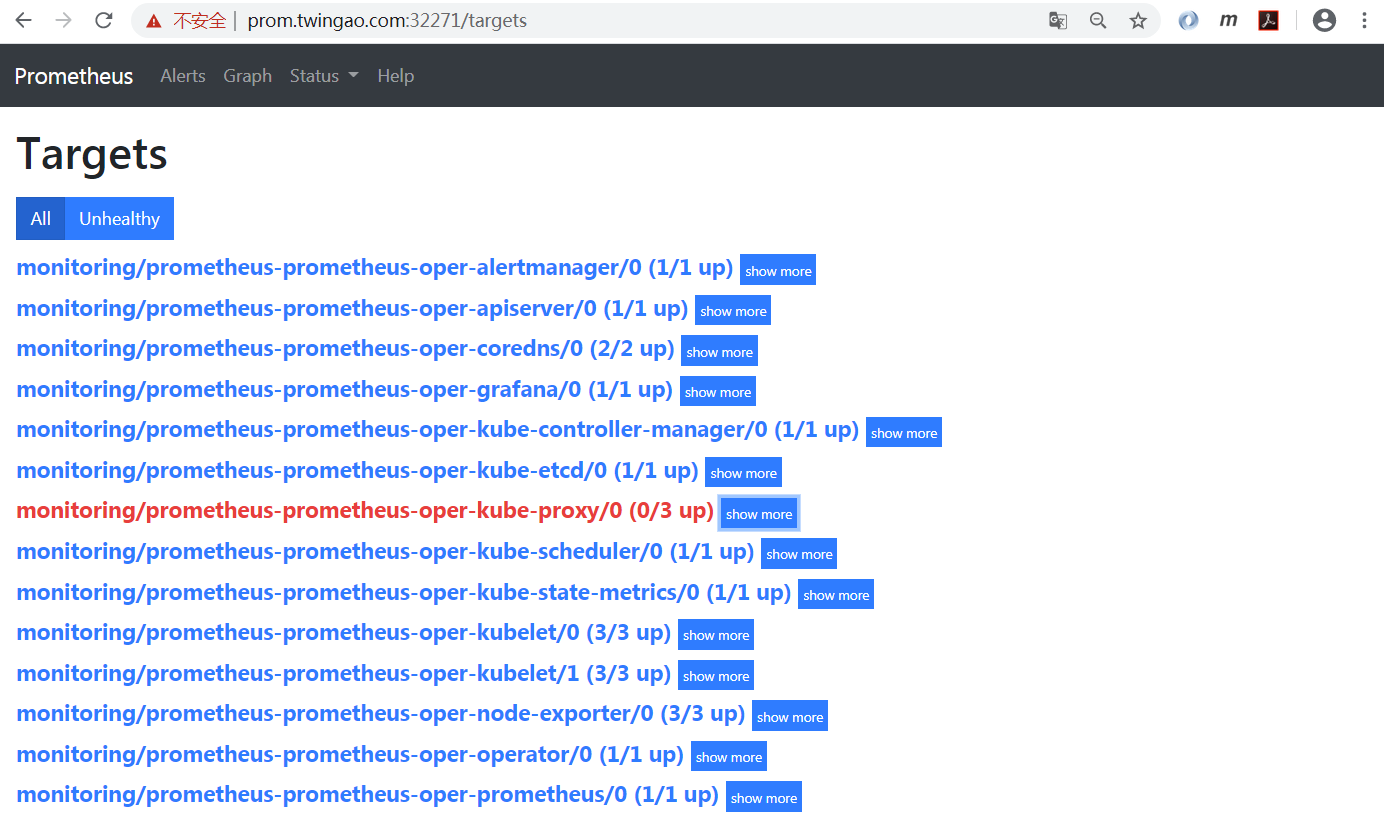 不安全 | prom.twingao.com:32271/targets
Prometheus Alerts Graph Status Help
Targets
All Unhealthy
monitoring/prometheus-prometheus-oper-alertmanager/0 (1/1 up) show more
monitoring/prometheus-prometheus-oper-apiserver/0 (1/1 up) show more
monitoring/prometheus-prometheus-oper-coredns/0 (2/2 up) show more
monitoring/prometheus-prometheus-oper-grafana/0 (1/1 up) show more
monitoring/prometheus-prometheus-oper-kube-controller-manager/0 (1/1 up) show more
monitoring/prometheus-prometheus-oper-kube-etcd/0 (1/1 up) show more
monitoring/prometheus-prometheus-oper-kube-proxy/0 (0/3 up) show more
monitoring/prometheus-prometheus-oper-kube-scheduler/0 (1/1 up) show more
monitoring/prometheus-prometheus-oper-kube-state-metrics/0 (1/1 up) show more
monitoring/prometheus-prometheus-oper-kubelet/0 (3/3 up) show more
monitoring/prometheus-prometheus-oper-kubelet/1 (3/3 up) show more
monitoring/prometheus-prometheus-oper-node-exporter/0 (3/3 up) show more
monitoring/prometheus-prometheus-oper-operator/0 (1/1 up) show more
monitoring/prometheus-prometheus-oper-prometheus/0 (1/1 up) show more